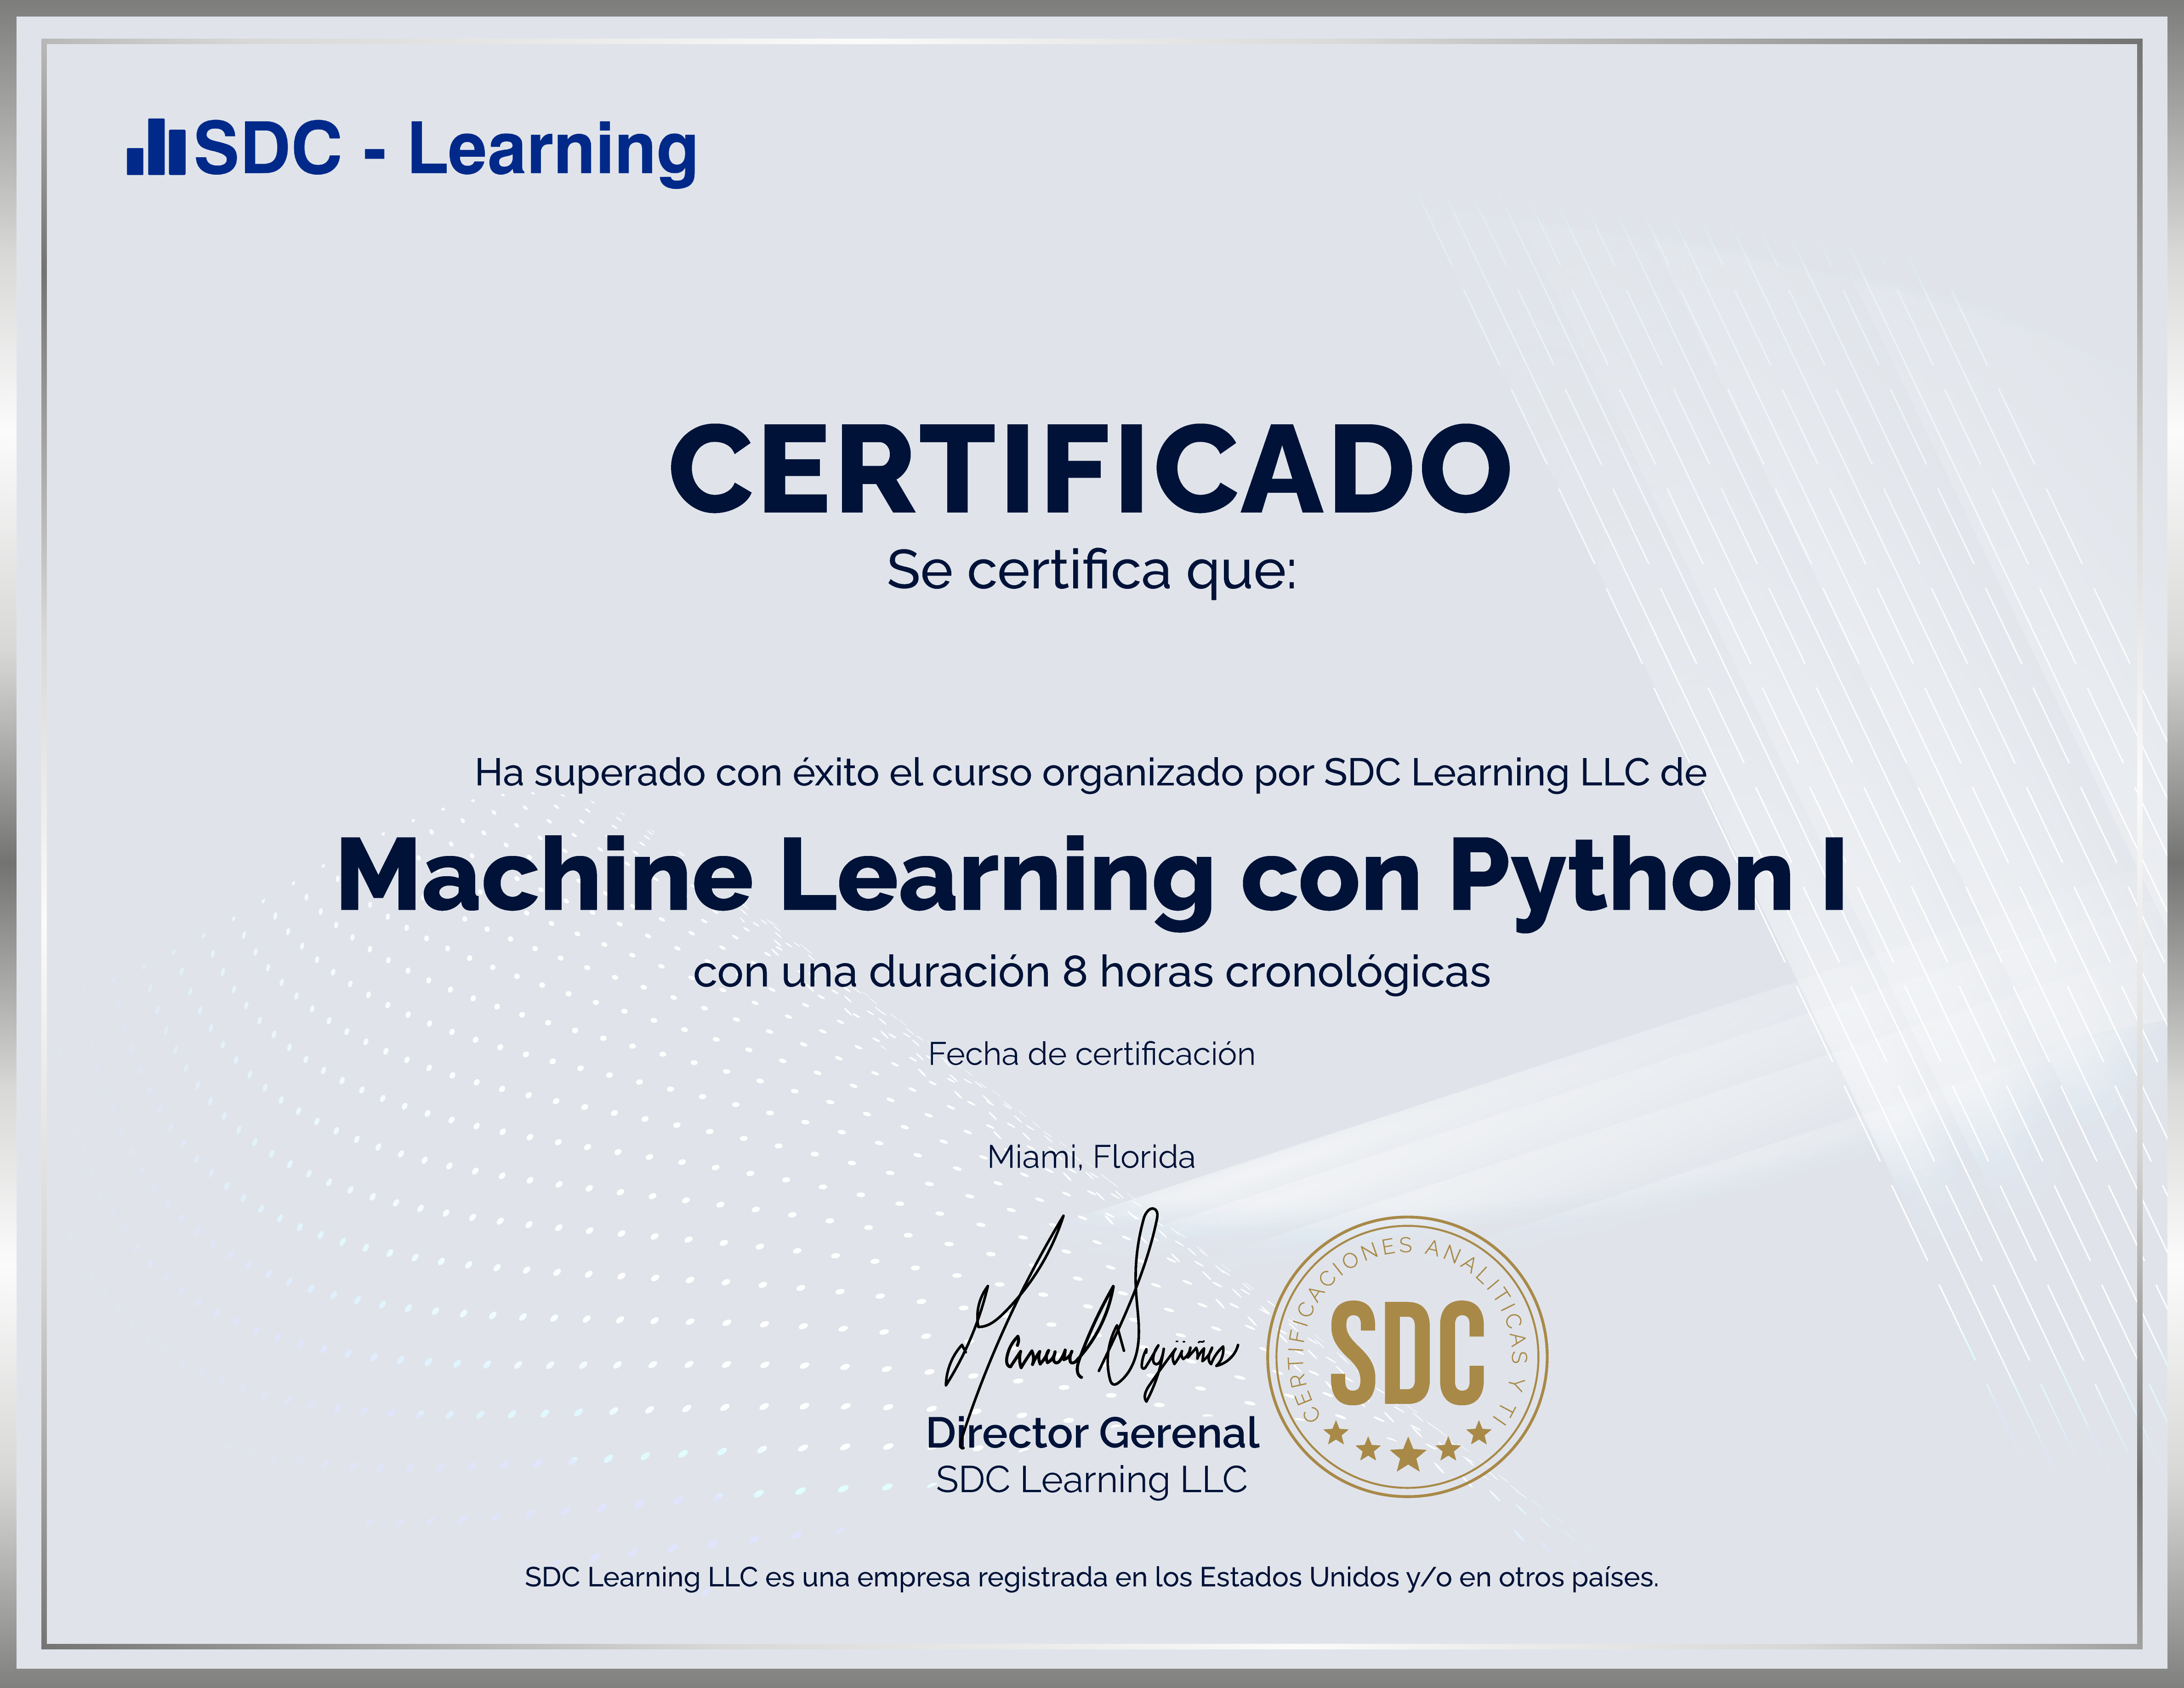 SDC - Learning
CERTIFICADO
Se certifica que:
Ha superado con éxito el curso organizado por SDC Learning LLC de
Machine Learning con Python I
con una duración 8 horas cronológicas
Fecha de certificación
Miami, Florida
Director Gerenal
SDC Learning LLC
CERTIFICACIONES ANALITICAS Y TI
SDC
SDC Learning LLC es una empresa registrada en los Estados Unidos y/o en otros países.